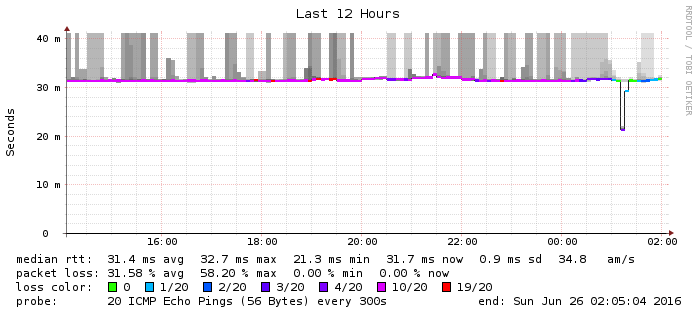 Last 12 Hours
RRDTOOL / TOBI OETIKER
Seconds
40 m
30 m
20 m
10 m
0
16:00 18:00 20:00 22:00 00:00 02:00
median rtt: 31.4 ms avg 32.7 ms max 21.3 ms min 31.7 ms now 0.9 ms sd 34.8 am/s
packet loss: 31.58 % avg 58.20 % max 0.00 % min 0.00 % now
loss color: 0 1/20 2/20 3/20 4/20 10/20 19/20
probe: 20 ICMP Echo Pings (56 Bytes) every 300s end: Sun Jun 26 02:05:04 2016